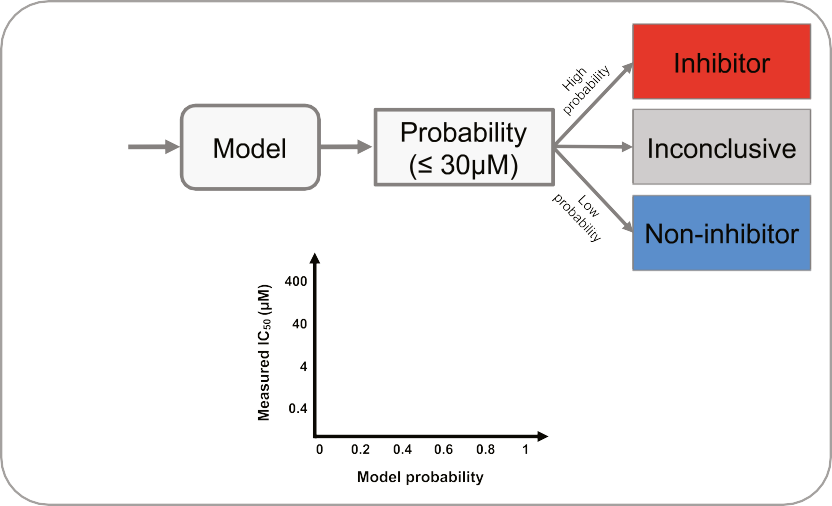 Inhibitor
High
probability
Model
Probability
(≤ 30µM)
Inconclusive
Low
probability
Non-inhibitor
Measured IC₅₀ (µM)
400
40
4
0.4
0 0.2 0.4 0.6 0.8 1
Model probability